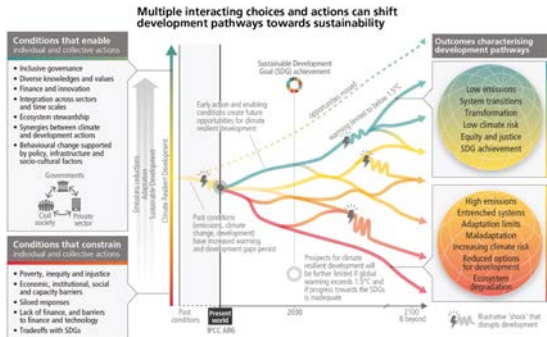 Multiple interacting choices and actions can shift
development pathways towards sustainability
Conditions that enable
individual and collective actions
• Inclusive governance
• Diverse knowledges and values
• Finance and innovation
• Integration across sectors
and time scales
• Ecosystem stewardship
• Synergies between climate
and development actions
• Behavioural change supported
by policy, infrastructure and
socio-cultural factors
Governments
Civil
society
Private
sector
Conditions that constrain
individual and collective actions
• Poverty, inequity and injustice
• Economic, institutional, social
and capacity barriers
• Siloed responses
• Lack of finance, and barriers
to finance and technology
• Tradeoffs with SDGs
Emissions reductions
Adaptation
Sustainable Development
Climate Resilient Development
Sustainable Development
Goal (SDG) achievement
opportunities missed
warming limited to below 1.5°C
Early action and enabling
conditions create future
opportunities for climate
resilient development
Past conditions
(emissions, climate
change, development)
have increased warming
and development gaps persist
Prospects for climate
resilient development will
be further limited if global
warming exceeds 1.5°C and
if progress towards the SDGs
is inadequate
Past
conditions
Present
world
IPCC AR6
2030
2100
& beyond
Outcomes characterising
development pathways
Low emissions
System transitions
Transformation
Low climate risk
Equity and justice
SDG achievement
High emissions
Entrenched systems
Adaptation limits
Maladaptation
Increasing climate risk
Reduced options
for development
Ecosystem
degradation
Illustrative 'shock' that
disrupts development